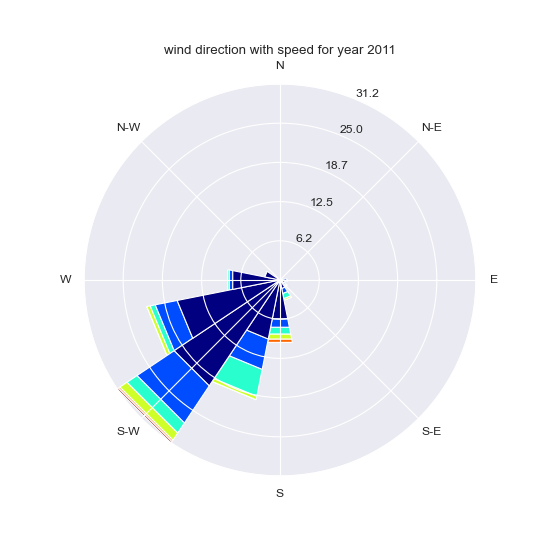 wind direction with speed for year 2011
N
31.2
N-W
N-E
25.0
18.7
12.5
6.2
W
E
S-W
S-E
S